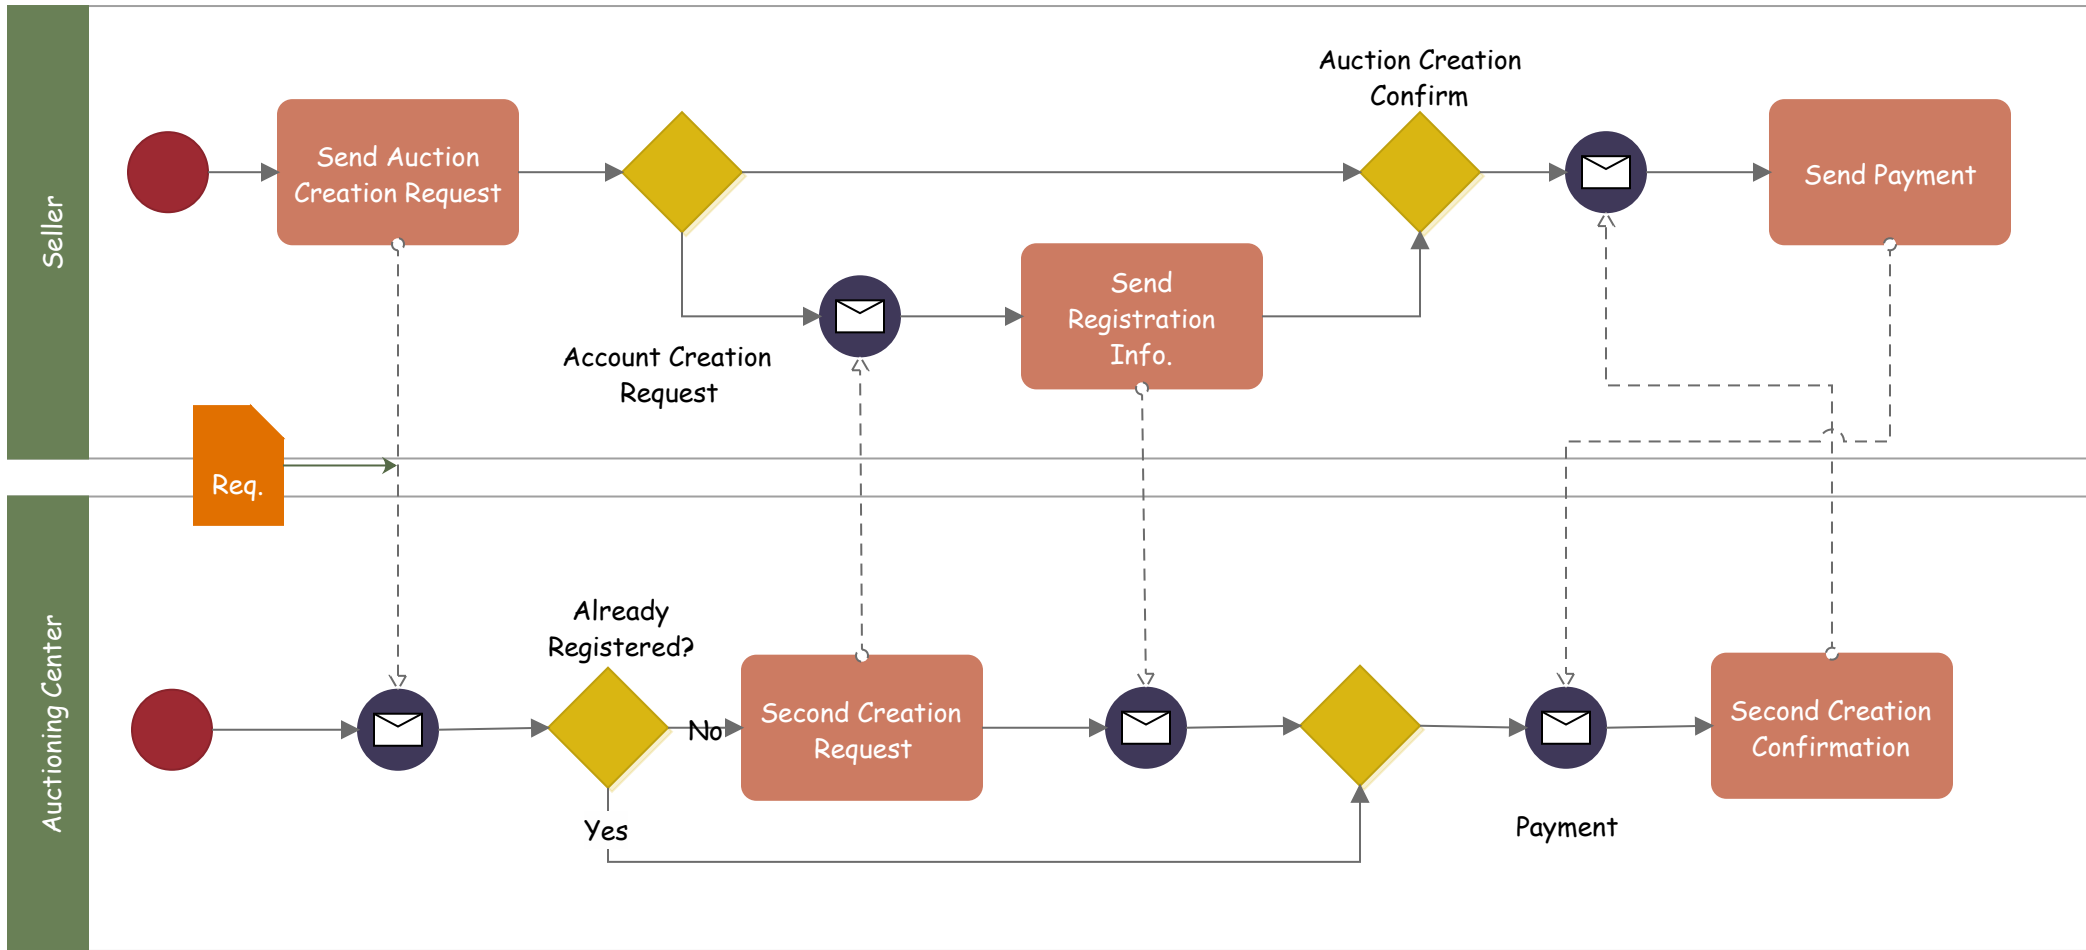 Seller
Auction Creation
Confirm
Send Auction
Creation Request
Send Payment
Send
Registration
Info.
Account Creation
Request
Req.
Auctioning Center
Already
Registered?
No
Second Creation
Request
Second Creation
Confirmation
Yes
Payment